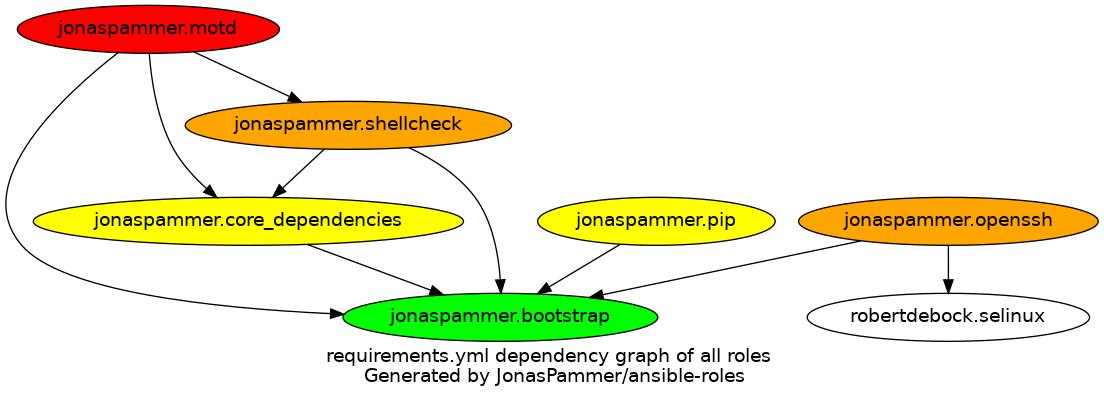 jonaspammer.motd
jonaspammer.shellcheck
jonaspammer.core_dependencies
jonaspammer.pip
jonaspammer.openssh
jonaspammer.bootstrap
robertdebock.selinux
requirements.yml dependency graph of all roles
Generated by JonasPammer/ansible-roles